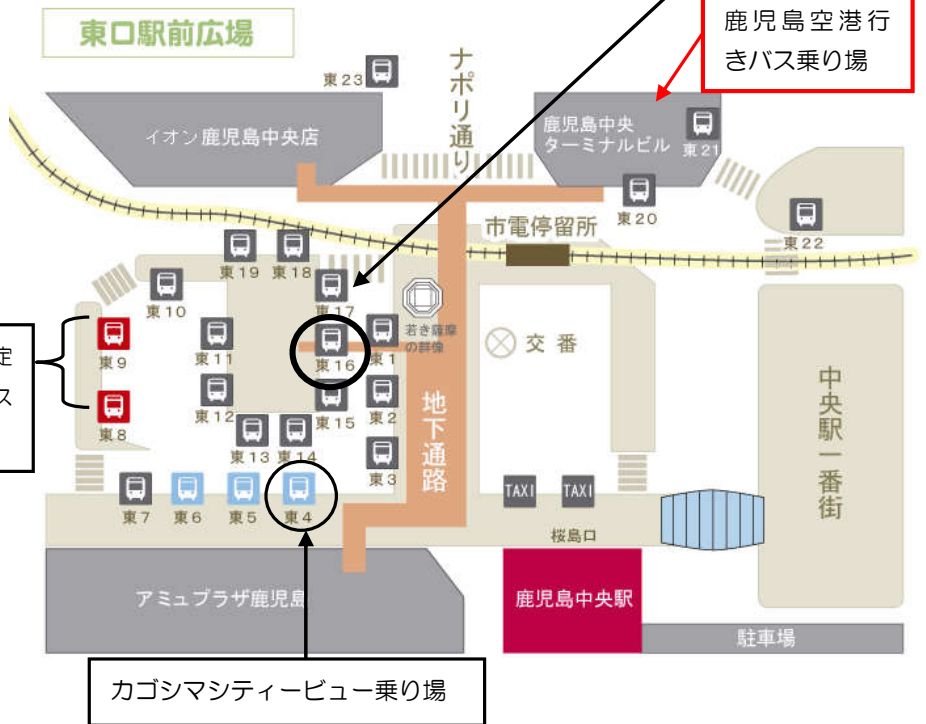 鹿児島空港行
きバス乗り場
東口駅前広場
東23
ナポリ通り
イオン鹿児島中央店
鹿児島中央
ターミナルビル
東21
東20
市電停留所
東22
東19
東18
東10
東17
若き薩摩
の群像
東9
東11
東16
東1
交番
定
ス
東8
東12
東15
東2
地下通路
中央駅一番街
東13
東14
東3
東7
東6
東5
東4
TAXI
TAXI
桜島口
アミュプラザ鹿児島
鹿児島中央駅
駐車場
カゴシマシティービュー乗り場